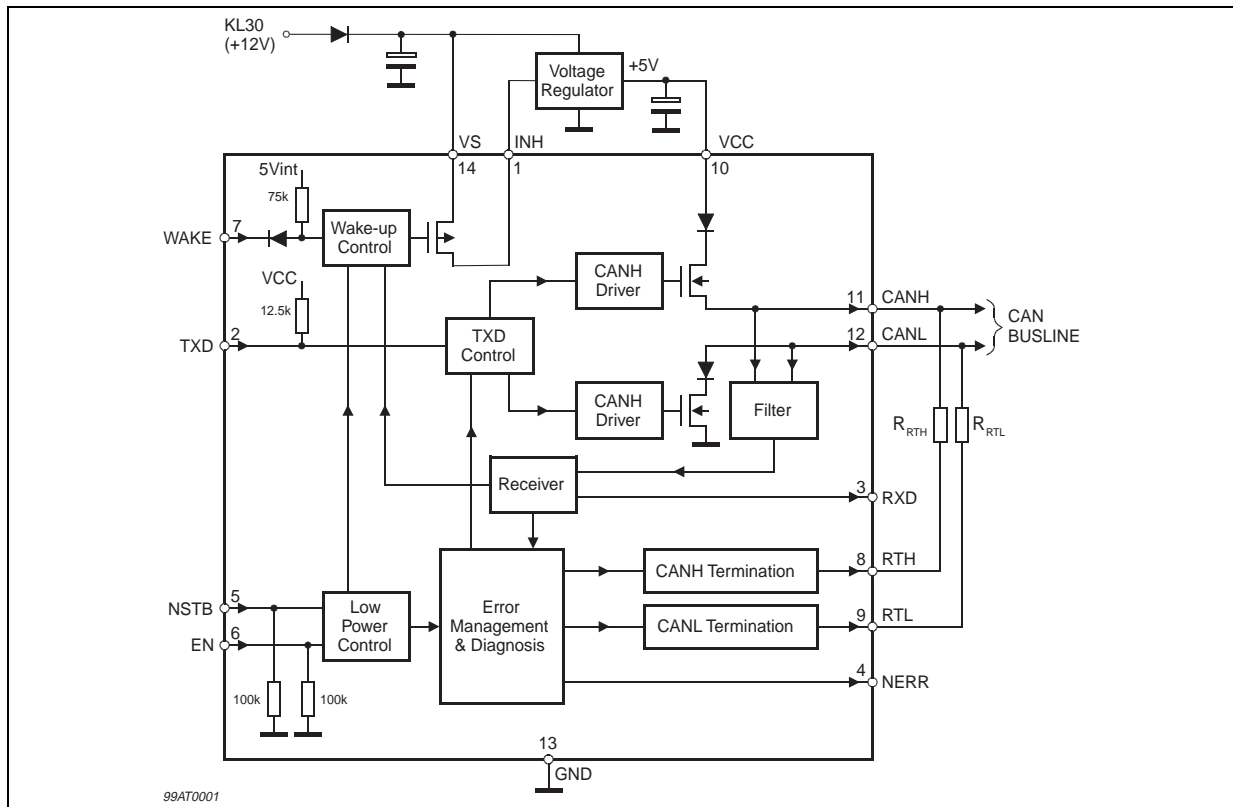 KL30
(+12V)
Voltage
Regulator
+5V
VS
INH
VCC
14
1
10
5Vint
75k
WAKE
7
Wake-up
Control
VCC
12.5k
TXD
2
TXD
Control
CANH
Driver
11
CANH
12
CANL
CAN
BUSLINE
CANH
Driver
Filter
RRTH
RRTL
Receiver
3
RXD
CANH Termination
8
RTH
NSTB
5
Low
Power
Control
Error
Management
& Diagnosis
CANL Termination
9
RTL
EN
6
4
NERR
100k
100k
13
GND
99AT0001